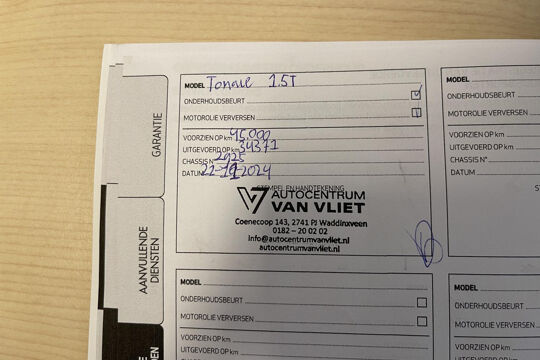 GARANTIE
AANVULLENDE
DIENSTEN
MODEL Tonale 1.5T
ONDERHOUDSBEURT
MOTOROLIE VERVERSEN
VOORZIEN OP km 45.000
UITGEVOERD OP km 34371
CHASSIS N° 2925
DATUM 22-11-2024
STEMPEL EN HANDTEKENING
AUTOCENTRUM
VAN VLIET
Coenecoop 143, 2741 PJ Waddinxveen
0182 - 20 02 02
info@autocentrumvanvliet.nl
autocentrumvanvliet.nl
MODEL
ONDERHOUDSBEURT
MOTOROLIE VERVERSEN
VOORZIEN OP km
UITGEVOERD OP km
CHASSIS N°
DATUM
MODEL
ONDERHOUDSBEURT
MOTOROLIE VERVERSEN
VOORZIEN OP km
UITGEVOERD OP km
MODEL
ONDERHOUDSBEURT
MOTOROLIE VERVERSEN
VOORZIEN OP km
UITGEVOERD OP km